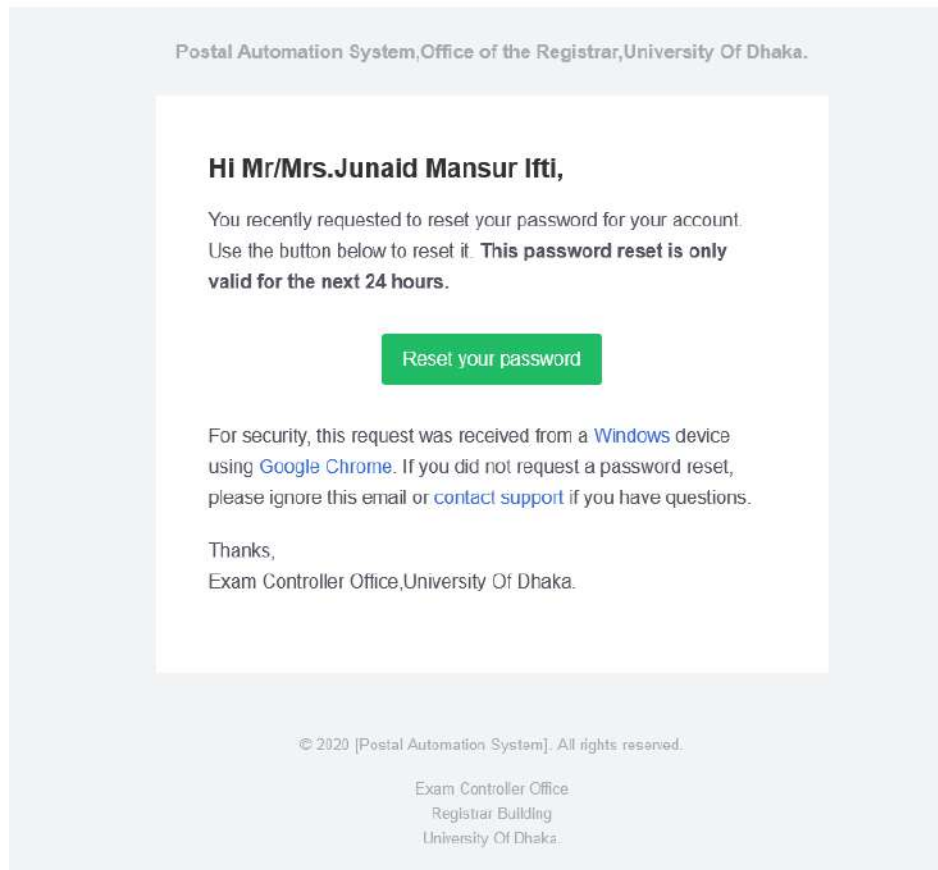 Postal Automation System,Office of the Registrar,University Of Dhaka.
Hi Mr/Mrs.Junaid Mansur Ifti,
You recently requested to reset your password for your account.
Use the button below to reset it. This password reset is only
valid for the next 24 hours.
Reset your password
For security, this request was received from a Windows device
using Google Chrome. If you did not request a password reset,
please ignore this email or contact support if you have questions.
Thanks,
Exam Controller Office,University Of Dhaka.
© 2020 [Postal Automation System]. All rights reserved.
Exam Controller Office
Registrar Building
University Of Dhaka.